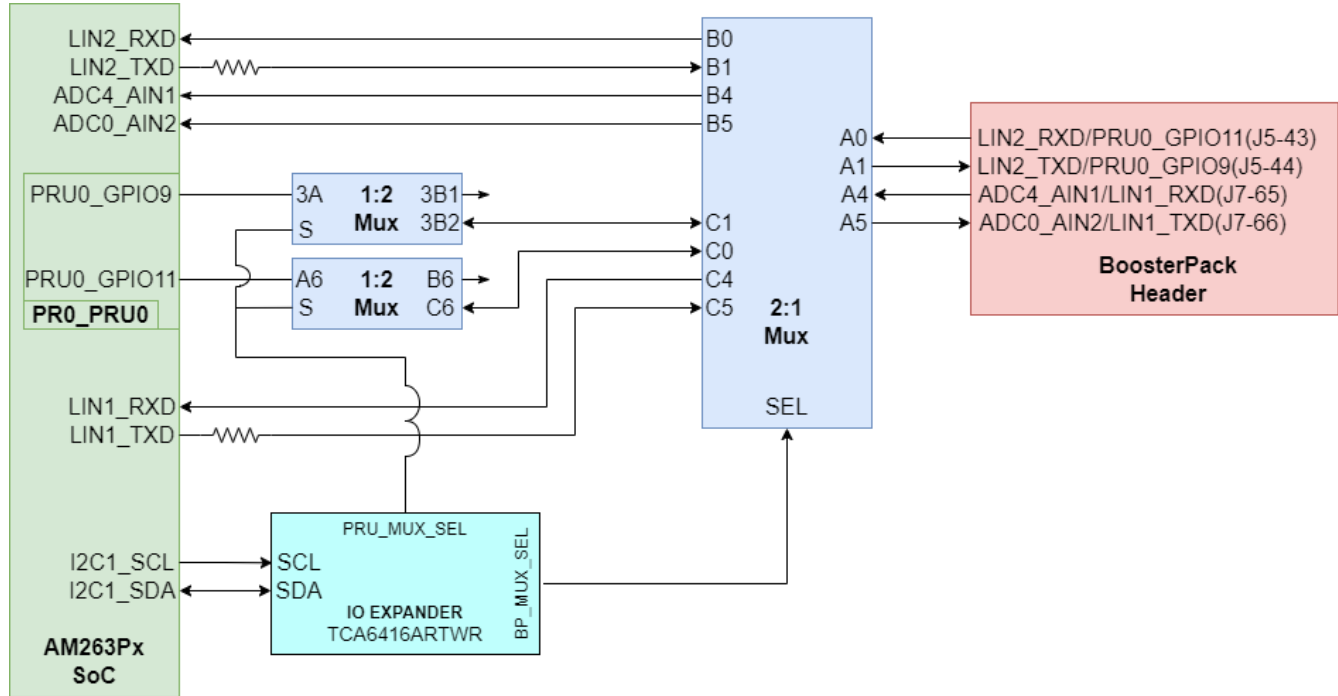 LIN2_RXD
LIN2_TXD
ADC4_AIN1
ADC0_AIN2
PRU0_GPIO9
PRU0_GPIO11
PR0_PRU0
LIN1_RXD
LIN1_TXD
I2C1_SCL
I2C1_SDA
AM263Px
SoC
3A 1:2 3B1
S Mux 3B2
A6 1:2 B6
S Mux C6
PRU_MUX_SEL
SCL
SDA
IO EXPANDER
TCA6416ARTWR
BP_MUX_SEL
B0
B1
B4
B5
A0
A1
A4
A5
C1
C0
C4
C5
2:1
Mux
SEL
LIN2_RXD/PRU0_GPIO11(J5-43)
LIN2_TXD/PRU0_GPIO9(J5-44)
ADC4_AIN1/LIN1_RXD(J7-65)
ADC0_AIN2/LIN1_TXD(J7-66)
BoosterPack
Header